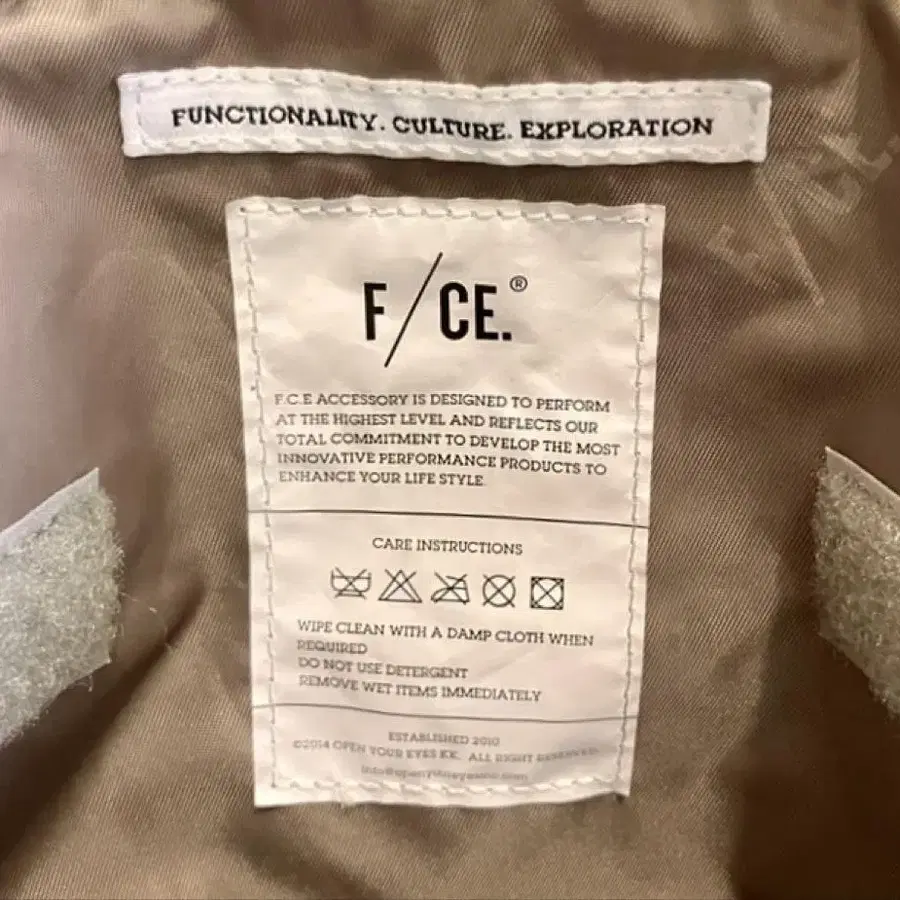 FUNCTIONALITY. CULTURE. EXPLORATION
F/CE.®
F.C.E ACCESSORY IS DESIGNED TO PERFORM
AT THE HIGHEST LEVEL AND REFLECTS OUR
TOTAL COMMITMENT TO DEVELOP THE MOST
INNOVATIVE PERFORMANCE PRODUCTS TO
ENHANCE YOUR LIFE STYLE.
CARE INSTRUCTIONS
WIPE CLEAN WITH A DAMP CLOTH WHEN
REQUIRED
DO NOT USE DETERGENT
REMOVE WET ITEMS IMMEDIATELY
ESTABLISHED 2010
©2014 OPEN YOUR EYES KK. ALL RIGHT RESERVED.